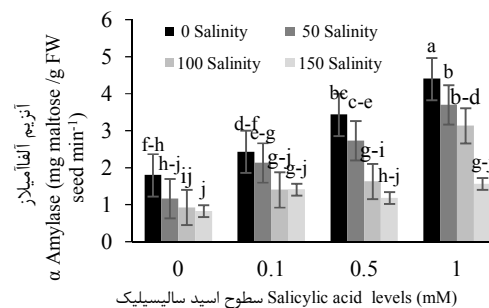 0 Salinity
50 Salinity
100 Salinity
150 Salinity
آنزیم آلفاآمیلاز
α Amylase (mg maltose /g FW
seed min⁻¹)
6
5
4
3
2
1
0
f-h
h-j
ij
j
d-f
e-g
g-j
g-j
bc
c-e
g-i
h-j
a
b
b-d
g-j
0
0.1
0.5
1
سطوح اسید سالیسیلیک Salicylic acid levels (mM)